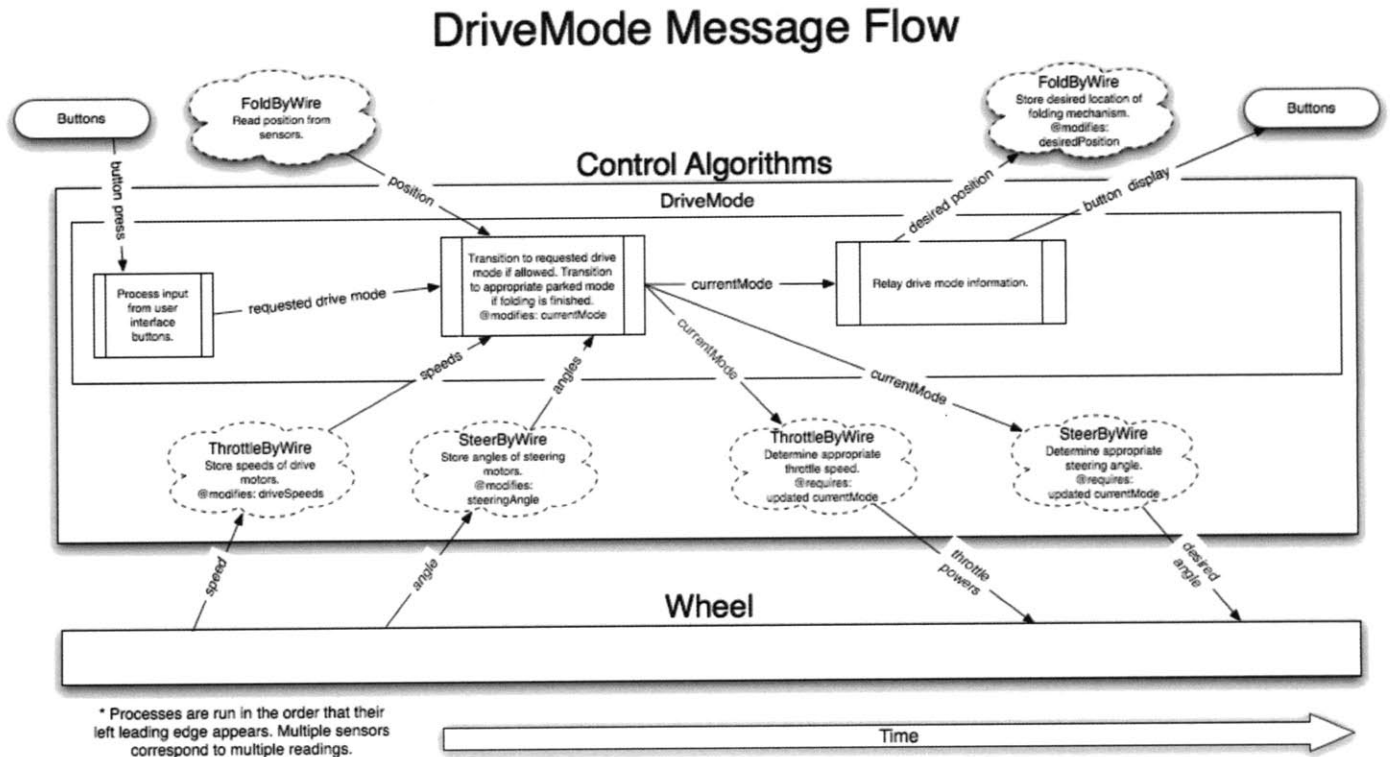 DriveMode Message Flow
Buttons
FoldByWire
Read position from
sensors.
FoldByWire
Store desired location of
folding mechanism.
@modifies:
desiredPosition
Buttons
button press
position
Control Algorithms
desired position
button display
DriveMode
Process input
from user
interface
buttons.
requested drive mode
Transition to requested drive
mode if allowed. Transition
to appropriate parked mode
if folding is finished.
@modifies: currentMode
currentMode
Relay drive mode information.
speeds
angles
currentMode
currentMode
ThrottleByWire
Store speeds of drive
motors.
@modifies: driveSpeeds
SteerByWire
Store angles of steering
motors.
@modifies:
steeringAngle
ThrottleByWire
Determine appropriate
throttle speed.
@requires:
updated currentMode
SteerByWire
Determine appropriate
steering angle.
@requires:
updated currentMode
speed
angle
throttle
powers
desired
angle
Wheel
* Processes are run in the order that their
left leading edge appears. Multiple sensors
correspond to multiple readings.
Time